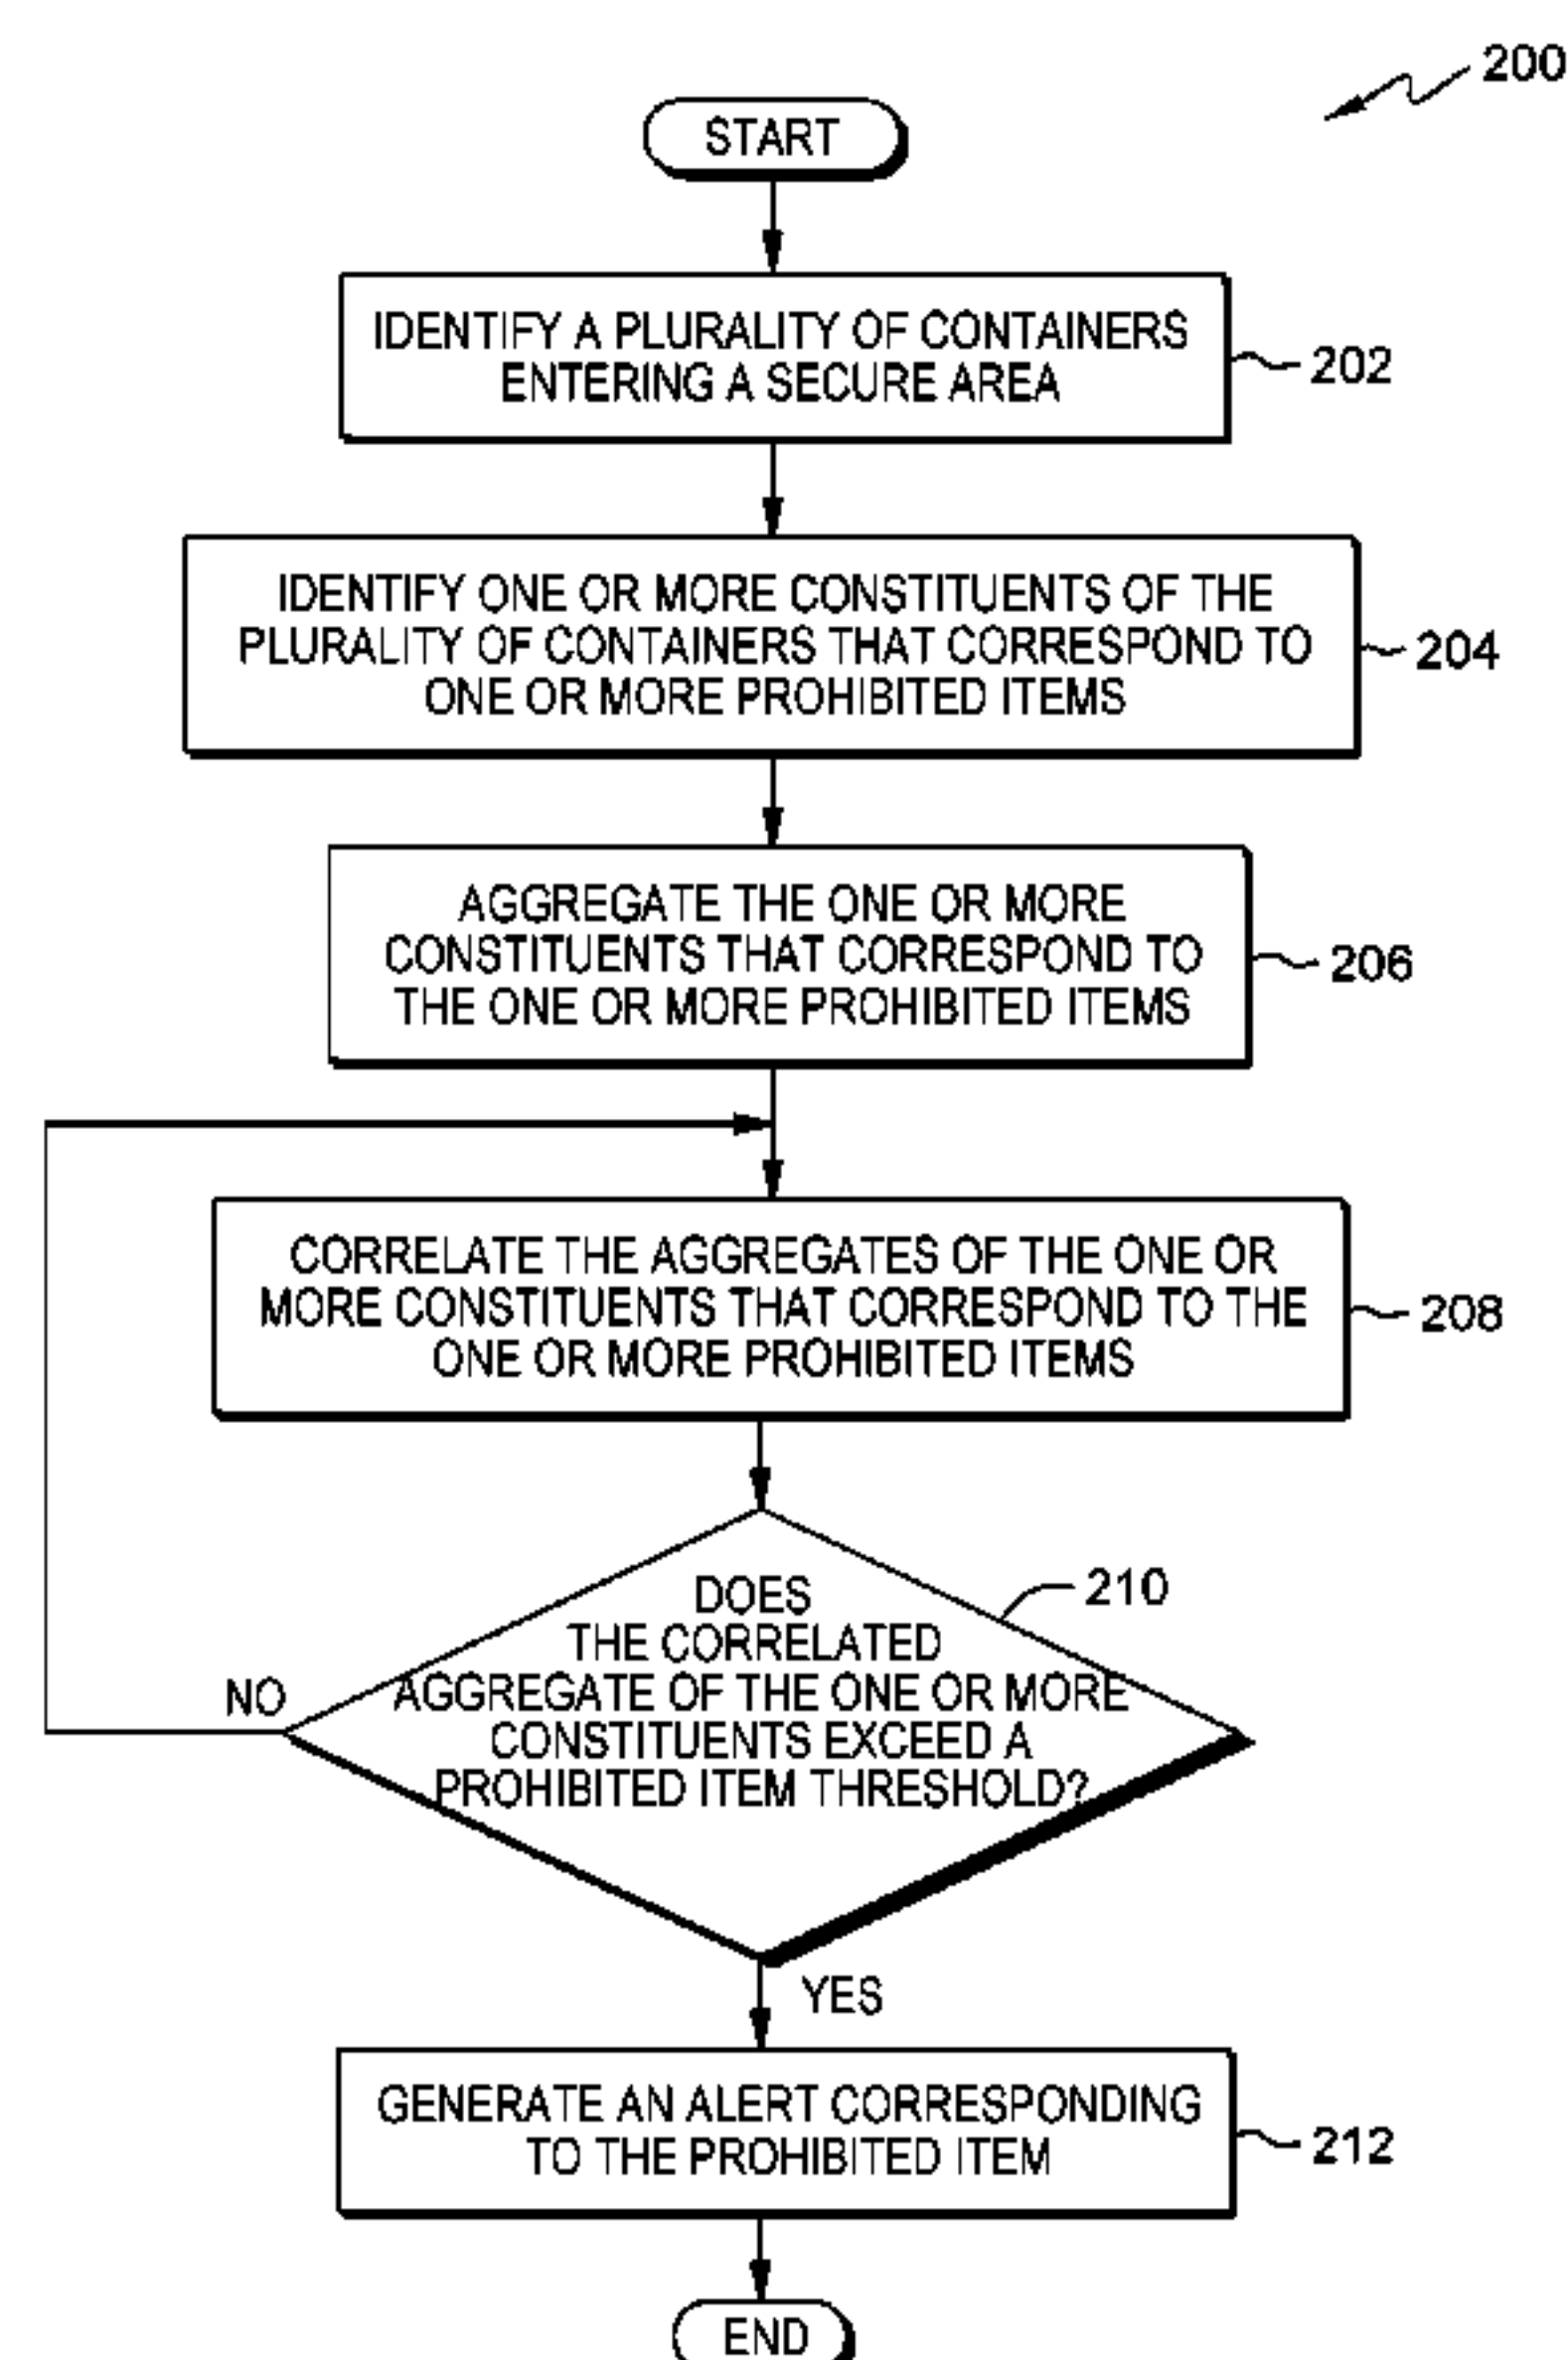 200
START
IDENTIFY A PLURALITY OF CONTAINERS
ENTERING A SECURE AREA
202
IDENTIFY ONE OR MORE CONSTITUENTS OF THE
PLURALITY OF CONTAINERS THAT CORRESPOND TO
ONE OR MORE PROHIBITED ITEMS
204
AGGREGATE THE ONE OR MORE
CONSTITUENTS THAT CORRESPOND TO
THE ONE OR MORE PROHIBITED ITEMS
206
CORRELATE THE AGGREGATES OF THE ONE OR
MORE CONSTITUENTS THAT CORRESPOND TO THE
ONE OR MORE PROHIBITED ITEMS
208
DOES
THE CORRELATED
AGGREGATE OF THE ONE OR MORE
CONSTITUENTS EXCEED A
PROHIBITED ITEM THRESHOLD?
210
NO
YES
GENERATE AN ALERT CORRESPONDING
TO THE PROHIBITED ITEM
212
END